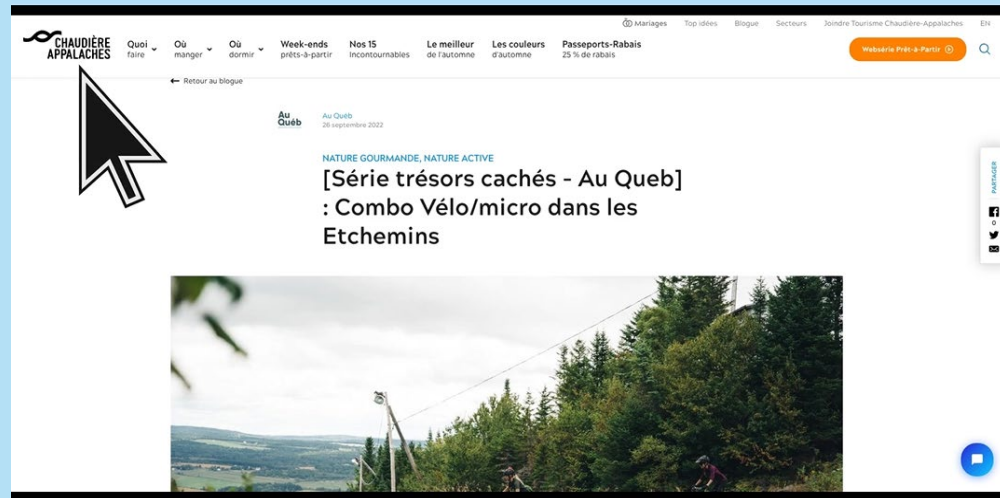 Mariages Top idées Blogue Secteurs Joindre Tourisme Chaudière-Appalaches EN
CHAUDIÈRE
APPALACHES
Quoi
faire
Où
manger
Où
dormir
Week-ends
prêts-à-partir
Nos 15
Incontournables
Le meilleur
de l'automne
Les couleurs
d'automne
Passeports-Rabais
25 % de rabais
Websérie Prêt-à-Partir
Retour au blogue
Au
Québ
Au Québ
26 septembre 2022
NATURE GOURMANDE, NATURE ACTIVE
[Série trésors cachés - Au Queb]
: Combo Vélo/micro dans les
Etchemins
PARTAGER
0